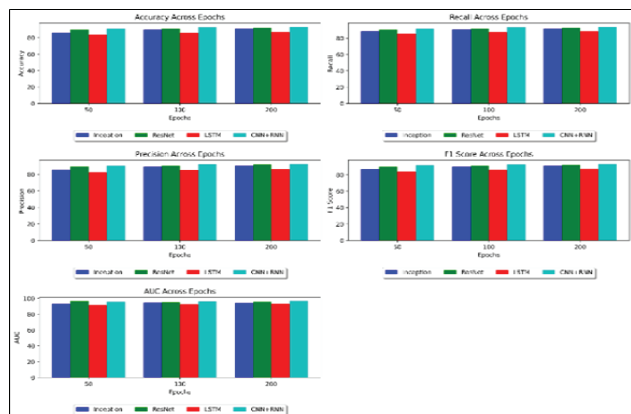 Accuracy Across Epochs
Accuracy
80
60
40
20
0
50
100
200
Epochs
Inception
ResNet
LSTM
CNN+RNN
Recall Across Epochs
Recall
80
60
40
20
0
50
100
200
Epochs
Inception
ResNet
LSTM
CNN+RNN
Precision Across Epochs
Precision
80
60
40
20
0
50
100
200
Epochs
Inception
ResNet
LSTM
CNN+RNN
F1 Score Across Epochs
F1 Score
80
60
40
20
0
50
100
200
Epochs
Inception
ResNet
LSTM
CNN+RNN
AUC Across Epochs
AUC
100
80
60
40
20
0
50
100
200
Epochs
Inception
ResNet
LSTM
CNN+RNN